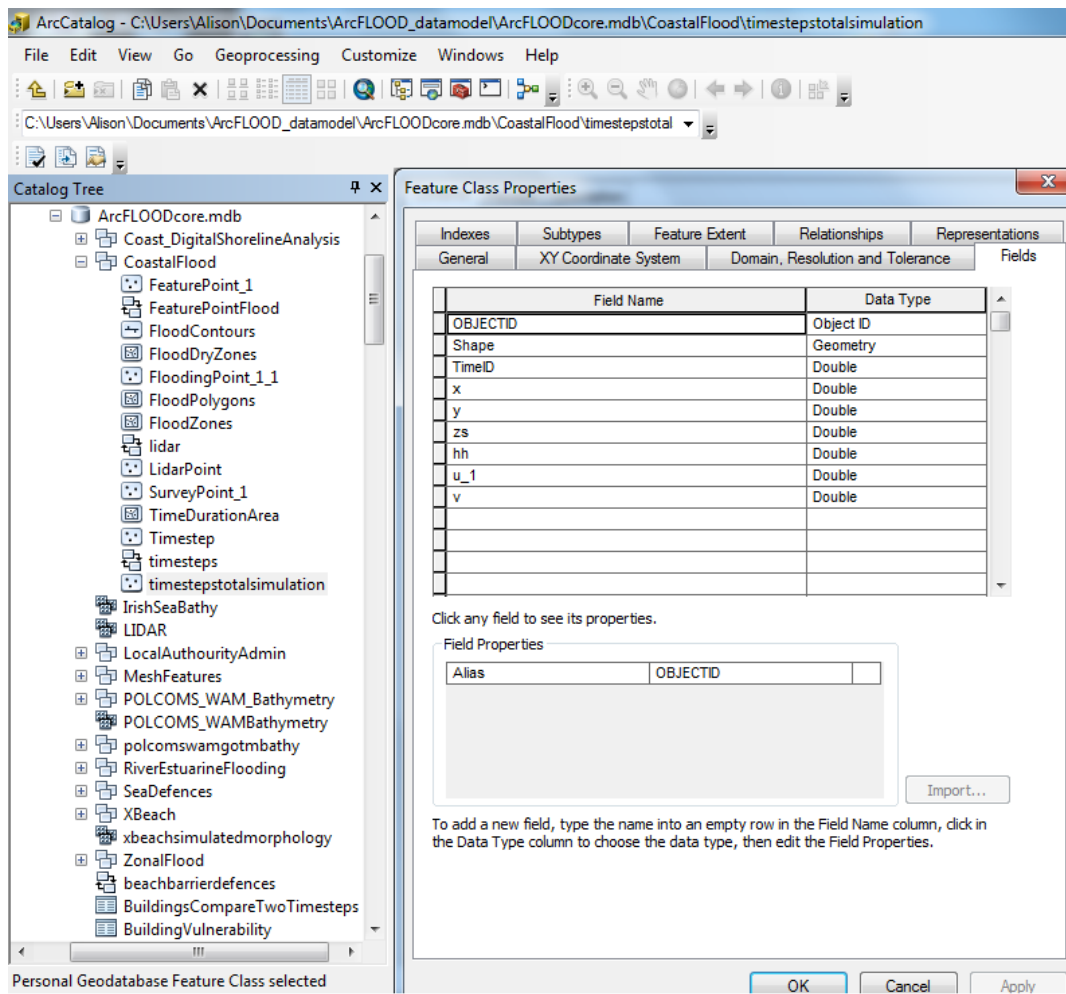 ArcCatalog - C:\Users\Alison\Documents\ArcFLOOD_datamodel\ArcFLOODcore.mdb\CoastalFlood\timestepstotalsimulation
File Edit View Go Geoprocessing Customize Windows Help
C:\Users\Alison\Documents\ArcFLOOD_datamodel\ArcFLOODcore.mdb\CoastalFlood\timestepstotal
Catalog Tree
ArcFLOODcore.mdb
Coast_DigitalShorelineAnalysis
CoastalFlood
FeaturePoint_1
FeaturePointFlood
FloodContours
FloodDryZones
FloodingPoint_1_1
FloodPolygons
FloodZones
lidar
LidarPoint
SurveyPoint_1
TimeDurationArea
Timestep
timesteps
timestepstotalsimulation
IrishSeaBathy
LIDAR
LocalAuthourityAdmin
MeshFeatures
POLCOMS_WAM_Bathymetry
POLCOMS_WAMBathymetry
polcomswamgotmbathy
RiverEstuarineFlooding
SeaDefences
XBeach
xbeachsimulatedmorphology
ZonalFlood
beachbarrierdefences
BuildingsCompareTwoTimesteps
BuildingVulnerability
Personal Geodatabase Feature Class selected
Feature Class Properties
Indexes Subtypes Feature Extent Relationships Representations
General XY Coordinate System Domain, Resolution and Tolerance Fields
Field Name Data Type
OBJECTID Object ID
Shape Geometry
TimeID Double
x Double
y Double
zs Double
hh Double
u_1 Double
v Double
Click any field to see its properties.
Field Properties
Alias OBJECTID
Import...
To add a new field, type the name into an empty row in the Field Name column, click in
the Data Type column to choose the data type, then edit the Field Properties.
OK Cancel Apply